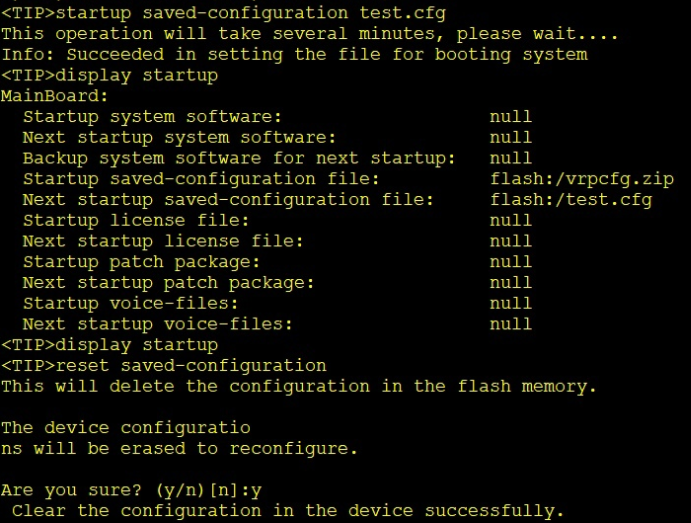 <TIP>startup saved-configuration test.cfg
This operation will take several minutes, please wait....
Info: Succeeded in setting the file for booting system
<TIP>display startup
MainBoard:
  Startup system software:                   null
  Next startup system software:              null
  Backup system software for next startup:   null
  Startup saved-configuration file:          flash:/vrpcfg.zip
  Next startup saved-configuration file:     flash:/test.cfg
  Startup license file:                      null
  Next startup license file:                 null
  Startup patch package:                     null
  Next startup patch package:                null
  Startup voice-files:                       null
  Next startup voice-files:                  null
<TIP>display startup
<TIP>reset saved-configuration
This will delete the configuration in the flash memory.
The device configuratio
ns will be erased to reconfigure.
Are you sure? (y/n)[n]:y
 Clear the configuration in the device successfully.